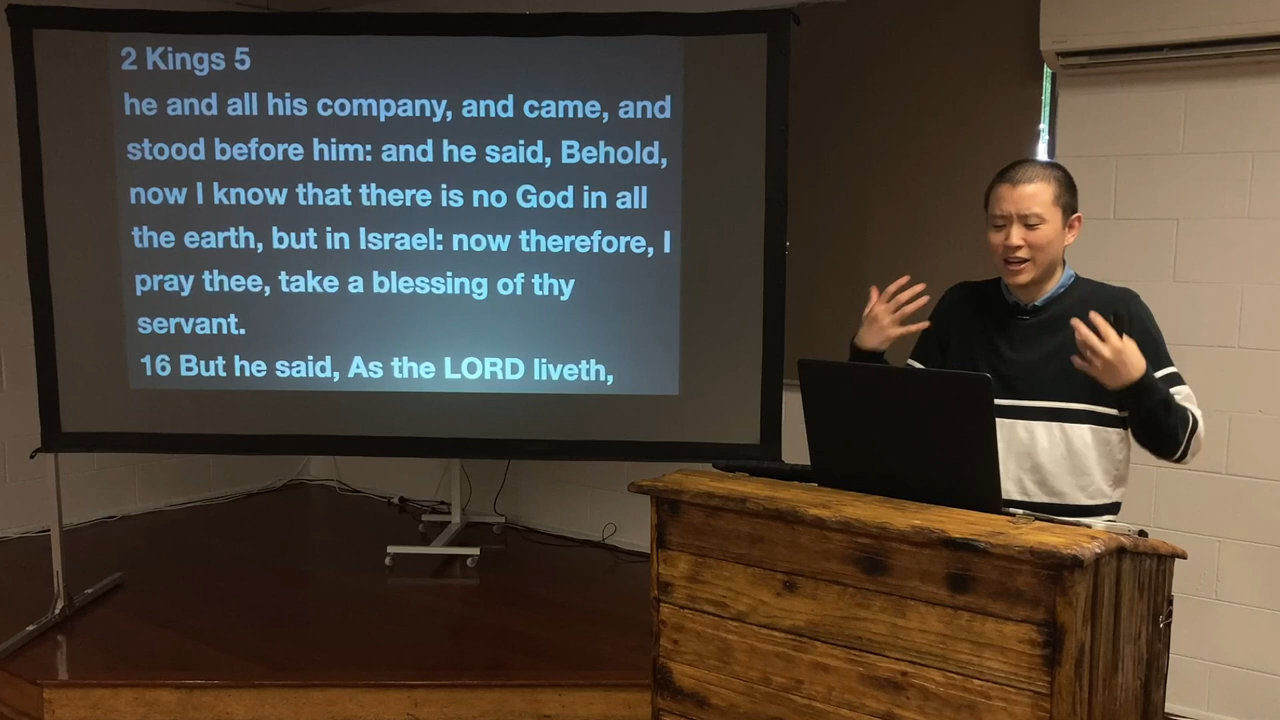 2 Kings 5
he and all his company, and came, and
stood before him: and he said, Behold,
now I know that there is no God in all
the earth, but in Israel: now therefore, I
pray thee, take a blessing of thy
servant.
16 But he said, As the LORD liveth,